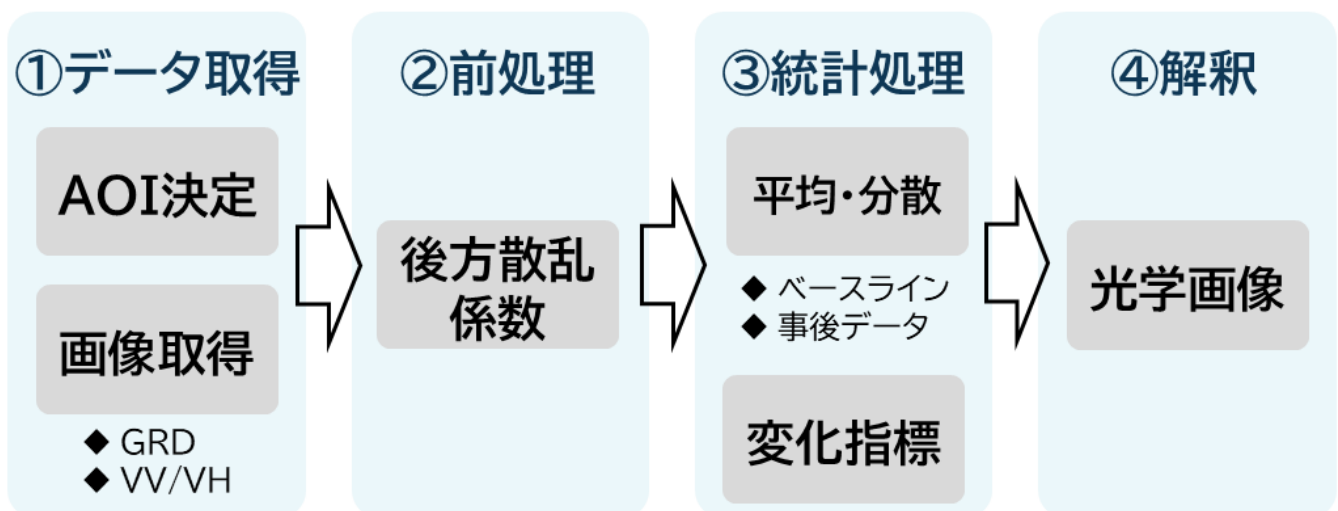 ①データ取得
AOI決定
画像取得
◆ GRD
◆ VV/VH
②前処理
後方散乱
係数
③統計処理
平均・分散
◆ ベースライン
◆ 事後データ
変化指標
④解釈
光学画像